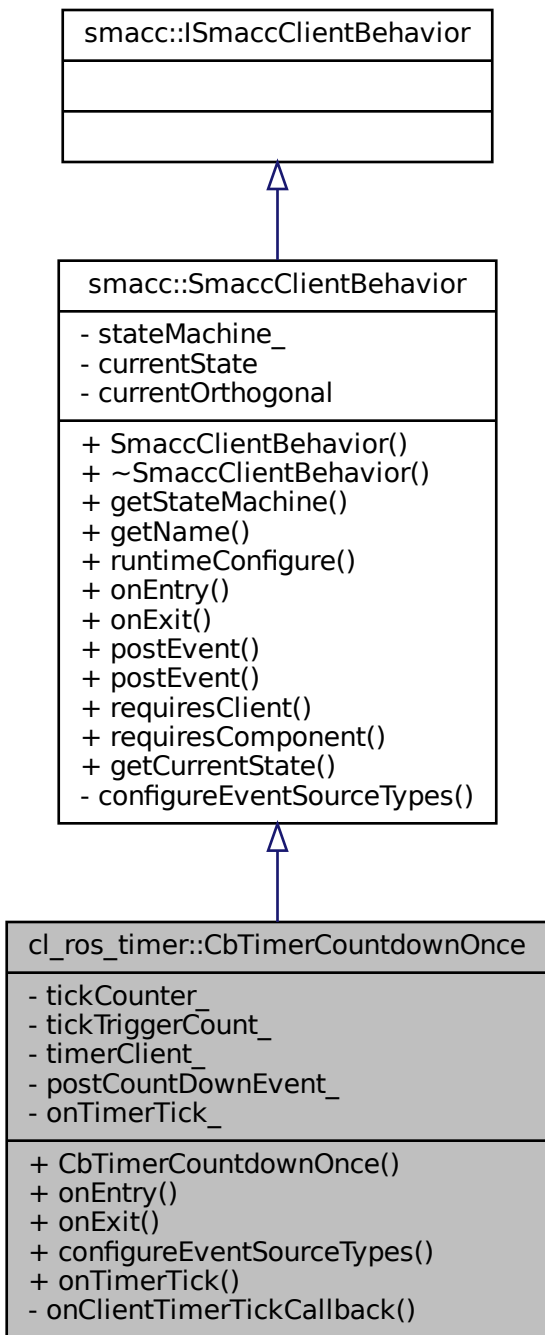 smacc::ISmaccClientBehavior
smacc::SmaccClientBehavior
- stateMachine_
- currentState
- currentOrthogonal
+ SmaccClientBehavior()
+ ~SmaccClientBehavior()
+ getStateMachine()
+ getName()
+ runtimeConfigure()
+ onEntry()
+ onExit()
+ postEvent()
+ postEvent()
+ requiresClient()
+ requiresComponent()
+ getCurrentState()
- configureEventSourceTypes()
cl_ros_timer::CbTimerCountdownOnce
- tickCounter_
- tickTriggerCount_
- timerClient_
- postCountDownEvent_
- onTimerTick_
+ CbTimerCountdownOnce()
+ onEntry()
+ onExit()
+ configureEventSourceTypes()
+ onTimerTick()
- onClientTimerTickCallback()